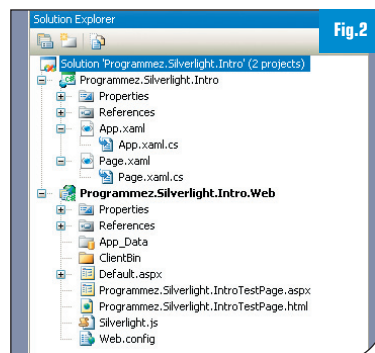 Solution Explorer
Fig.2
Solution 'Programmez.Silverlight.Intro' (2 projects)
Programmez.Silverlight.Intro
Properties
References
App.xaml
App.xaml.cs
Page.xaml
Page.xaml.cs
Programmez.Silverlight.Intro.Web
Properties
References
App_Data
ClientBin
Default.aspx
Programmez.Silverlight.IntroTestPage.aspx
Programmez.Silverlight.IntroTestPage.html
Silverlight.js
Web.config